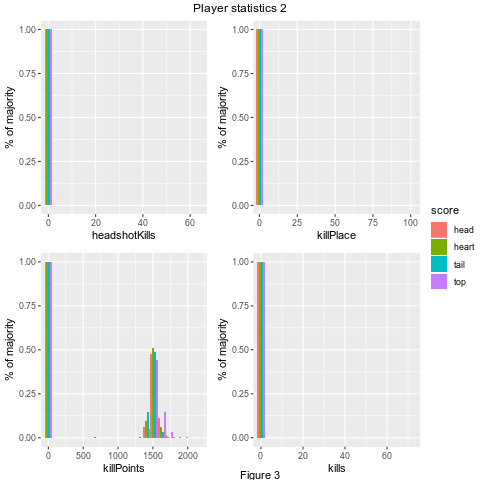 Player statistics 2
1.00
0.75
0.50
0.25
0.00
% of majority
0 20 40 60
headshotKills
1.00
0.75
0.50
0.25
0.00
% of majority
0 25 50 75 100
killPlace
score
head
heart
tail
top
1.00
0.75
0.50
0.25
0.00
% of majority
0 500 1000 1500 2000
killPoints
1.00
0.75
0.50
0.25
0.00
% of majority
0 20 40 60
kills
Figure 3